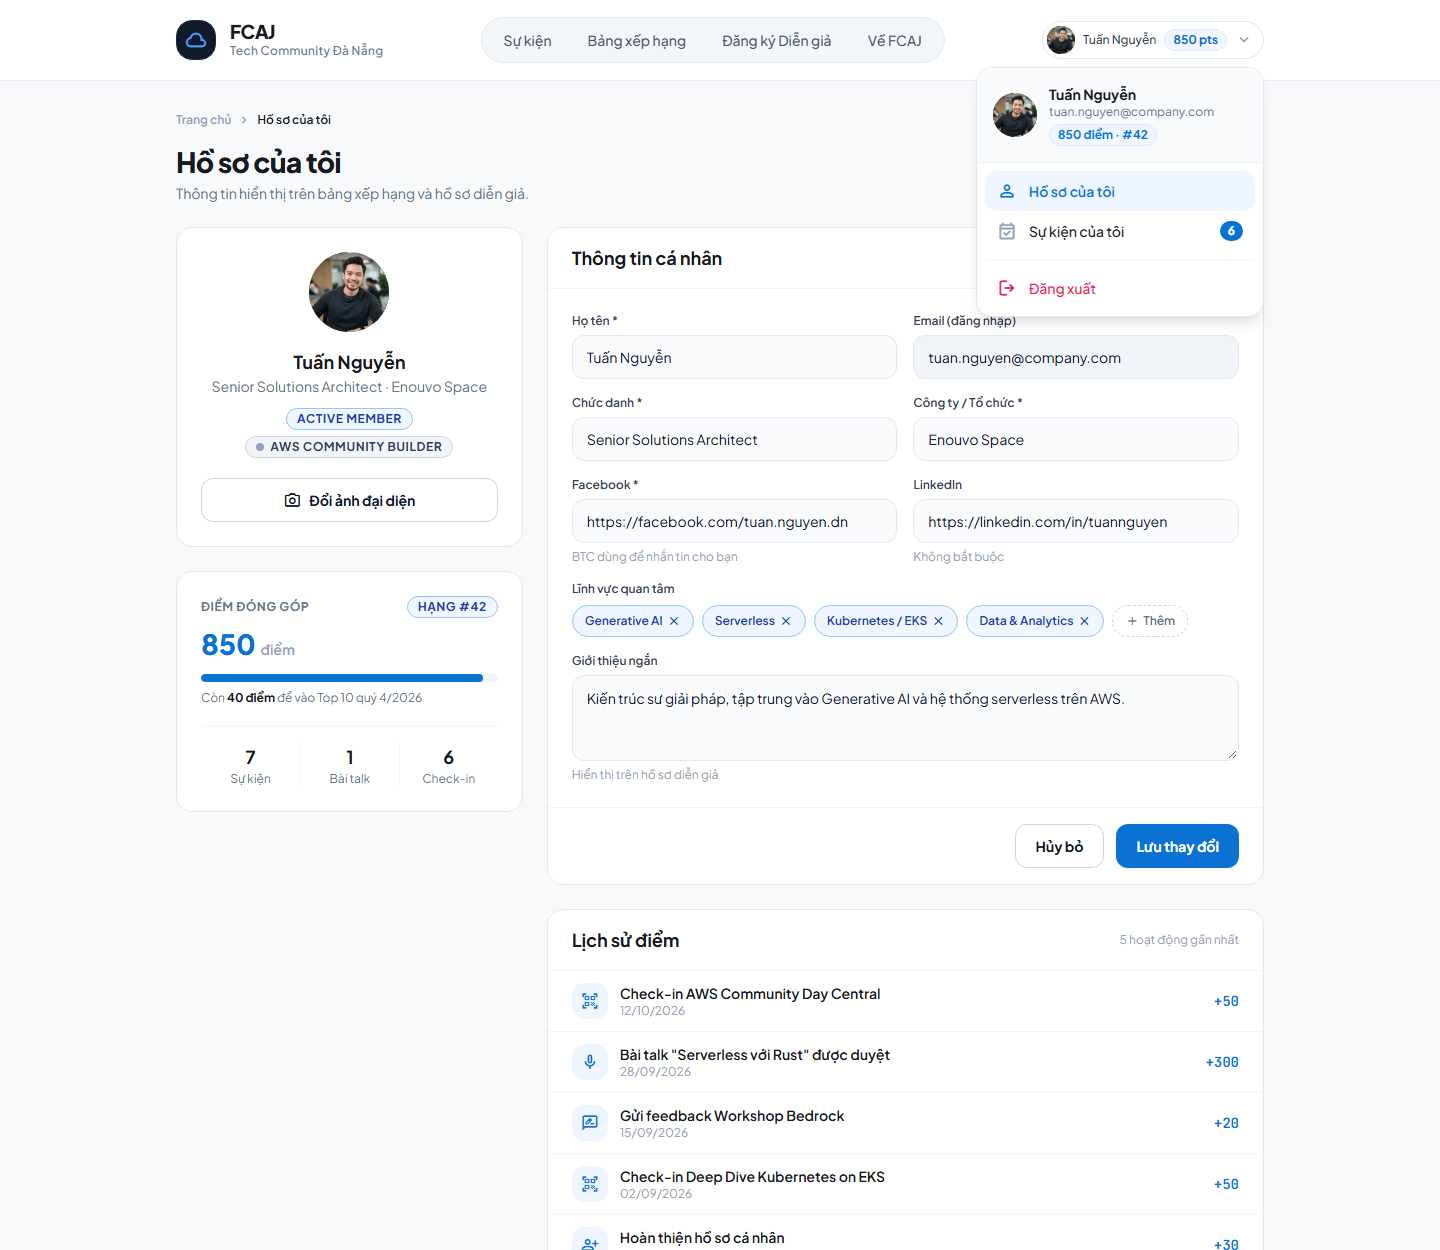 FCAJ
Tech Community Đà Nẵng
Sự kiện
Bảng xếp hạng
Đăng ký Diễn giả
Về FCAJ
Tuấn Nguyễn
850 pts
Tuấn Nguyễn
tuan.nguyen@company.com
850 điểm · #42
Hồ sơ của tôi
Sự kiện của tôi
6
Đăng xuất
Trang chủ
Hồ sơ của tôi
Hồ sơ của tôi
Thông tin hiển thị trên bảng xếp hạng và hồ sơ diễn giả.
Tuấn Nguyễn
Senior Solutions Architect · Enouvo Space
ACTIVE MEMBER
AWS COMMUNITY BUILDER
Đổi ảnh đại diện
ĐIỂM ĐÓNG GÓP
HẠNG #42
850 điểm
Còn 40 điểm để vào Top 10 quý 4/2026
7
Sự kiện
1
Bài talk
6
Check-in
Thông tin cá nhân
Họ tên *
Tuấn Nguyễn
Email (đăng nhập)
tuan.nguyen@company.com
Chức danh *
Senior Solutions Architect
Công ty / Tổ chức *
Enouvo Space
Facebook *
https://facebook.com/tuan.nguyen.dn
BTC dùng để nhắn tin cho bạn
LinkedIn
https://linkedin.com/in/tuannguyen
Không bắt buộc
Lĩnh vực quan tâm
Generative AI
Serverless
Kubernetes / EKS
Data & Analytics
+ Thêm
Giới thiệu ngắn
Kiến trúc sư giải pháp, tập trung vào Generative AI và hệ thống serverless trên AWS.
Hiển thị trên hồ sơ diễn giả
Hủy bỏ
Lưu thay đổi
Lịch sử điểm
5 hoạt động gần nhất
Check-in AWS Community Day Central
12/10/2026
+50
Bài talk "Serverless với Rust" được duyệt
28/09/2026
+300
Gửi feedback Workshop Bedrock
15/09/2026
+20
Check-in Deep Dive Kubernetes on EKS
02/09/2026
+50
Hoàn thiện hồ sơ cá nhân
+30